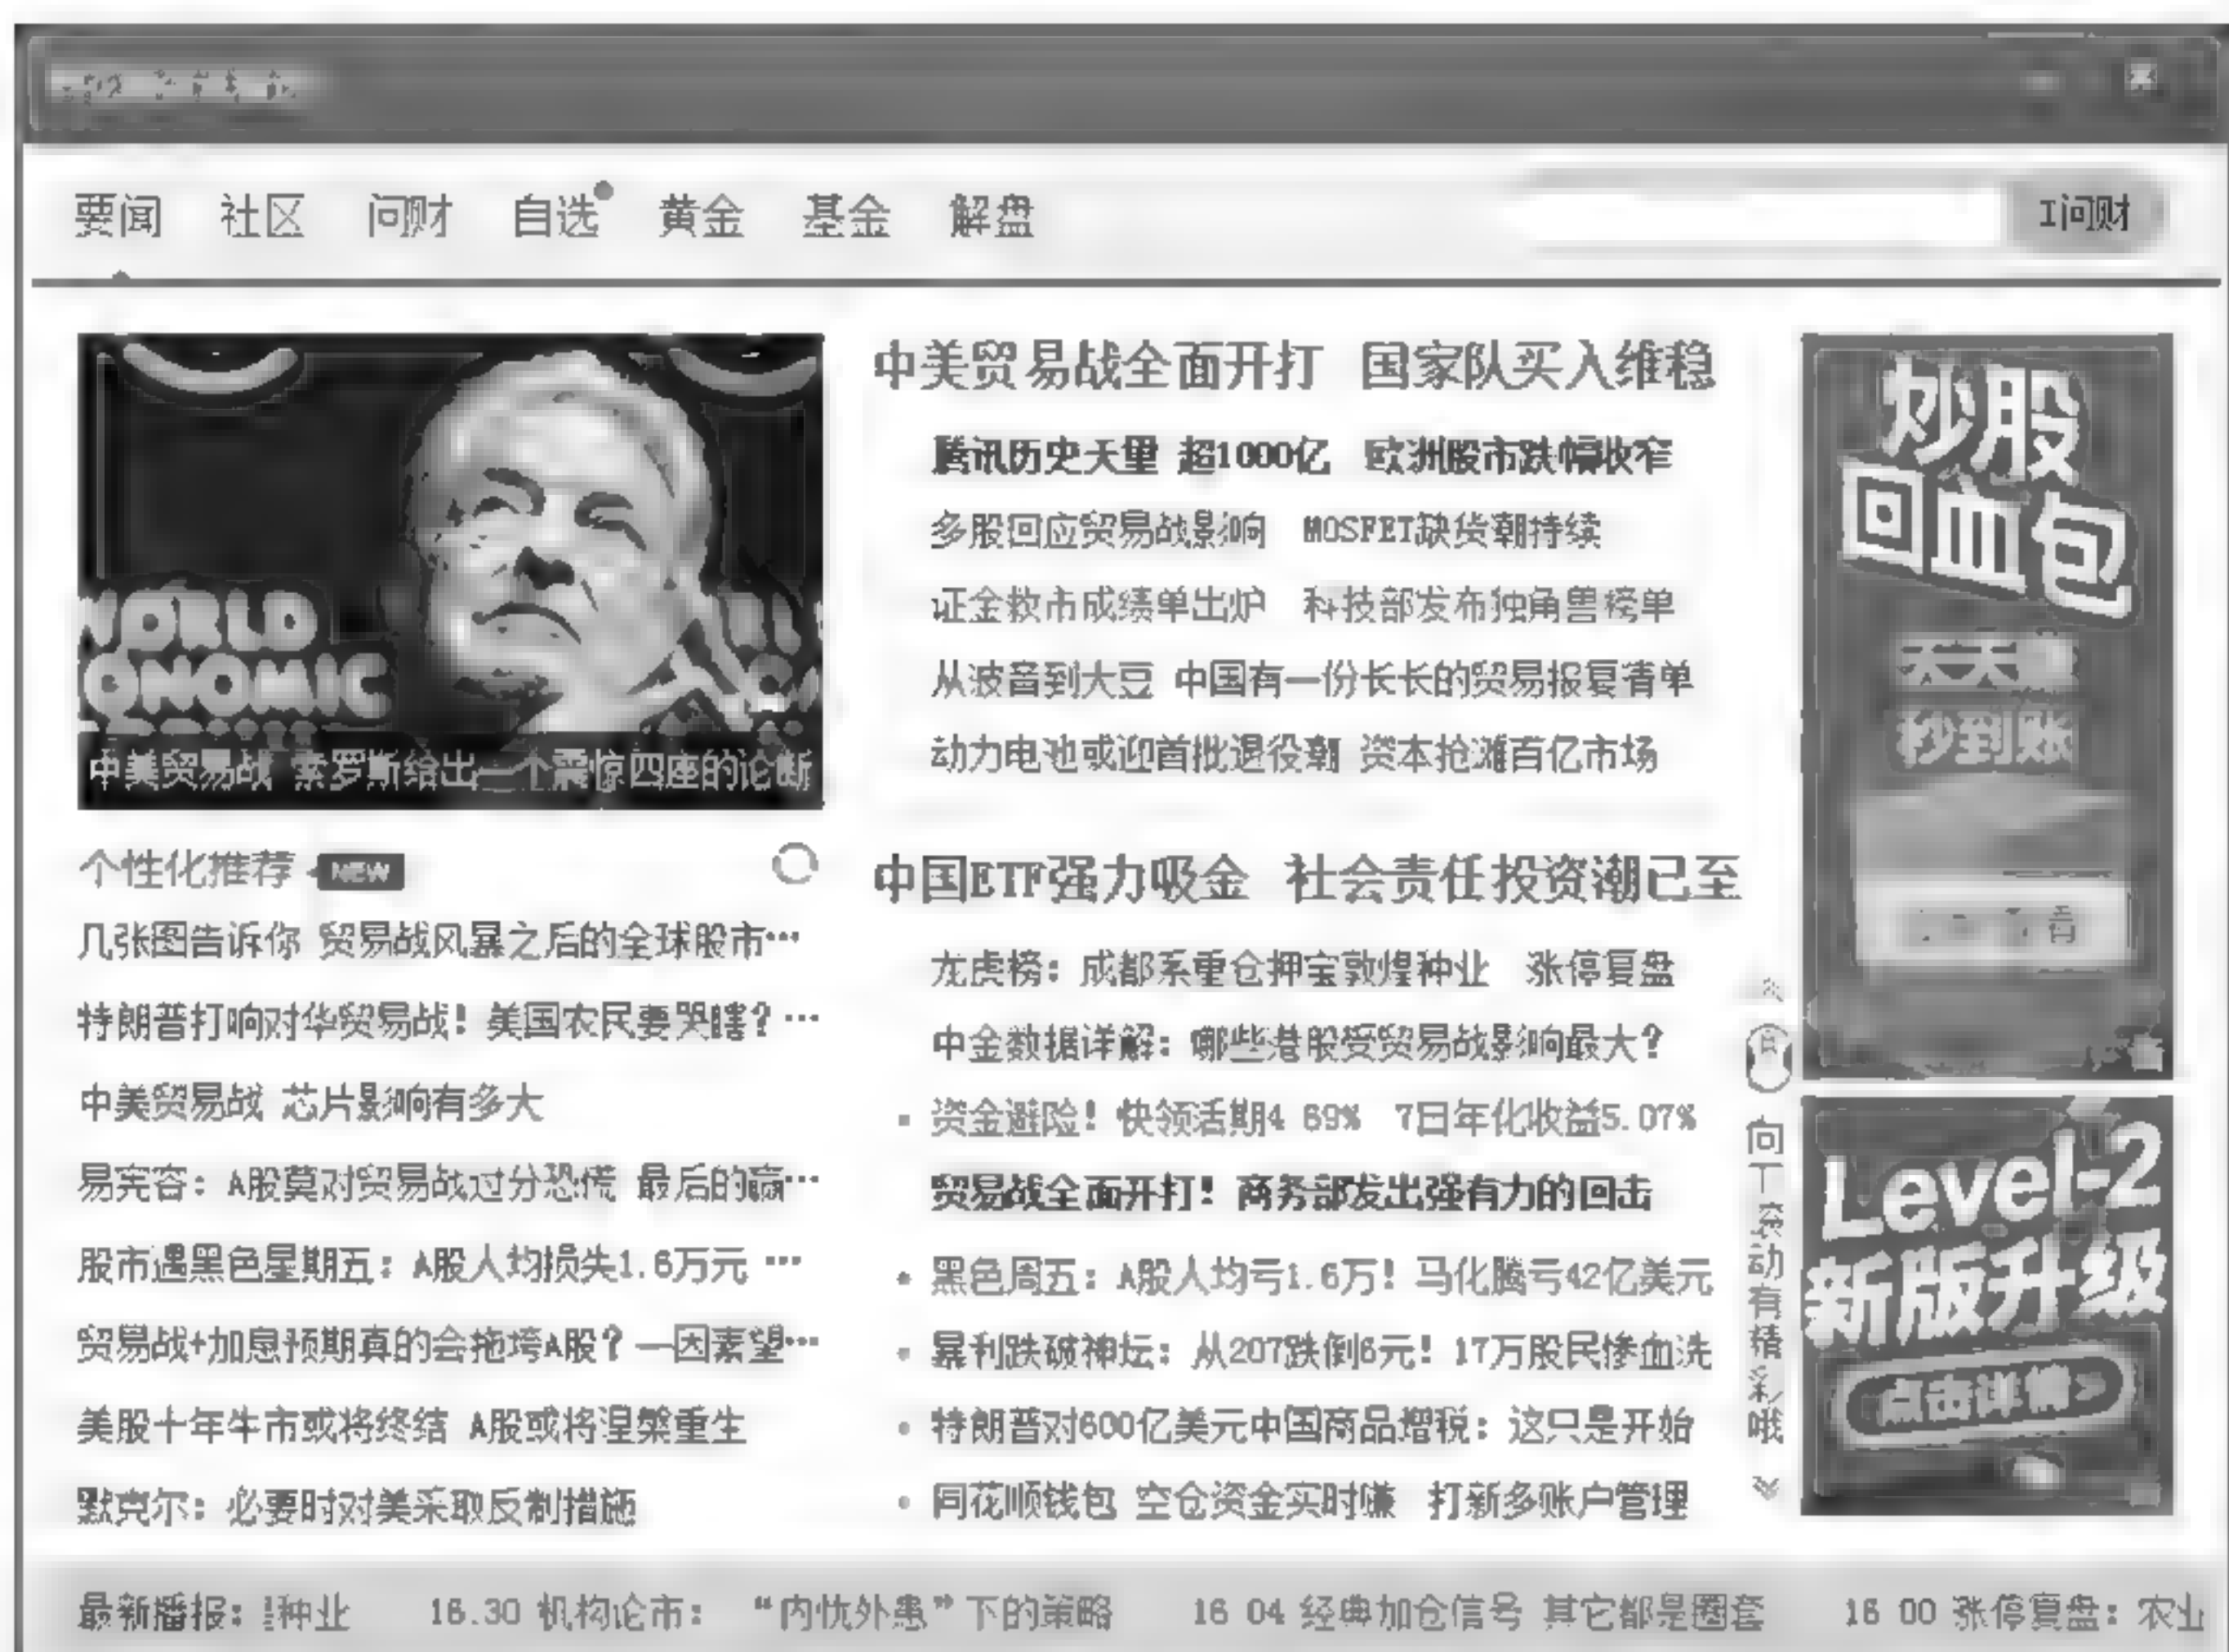 要闻 社区 问财 自选 黄金 基金 解盘 I问财
WORLD
ONOMIC
中美贸易战 索罗斯给出一个震惊四座的论断
个性化推荐 NEW
几张图告诉你 贸易战风暴之后的全球股市…
特朗普打响对华贸易战！美国农民要哭瞎？…
中美贸易战 芯片影响有多大
易宪容：A股莫对贸易战过分恐慌 最后的赢…
股市遇黑色星期五：A股人均损失1.6万元 …
贸易战+加息预期真的会拖垮A股？一因素望…
美股十年牛市或将终结 A股或将涅槃重生
默克尔：必要时对美采取反制措施
中美贸易战全面开打 国家队买入维稳
腾讯历史天量 超1000亿 欧洲股市跌幅收窄
多股回应贸易战影响 MOSFET缺货潮持续
证金救市成绩单出炉 科技部发布独角兽榜单
从波音到大豆 中国有一份长长的贸易报复清单
动力电池或迎首批退役潮 资本抢滩百亿市场
中国ETF强力吸金 社会责任投资潮已至
龙虎榜：成都系重仓押宝敦煌种业 涨停复盘
中金数据详解：哪些港股受贸易战影响最大？
资金避险！快领活期4 69% 7日年化收益5.07%
贸易战全面开打！商务部发出强有力的回击
黑色周五：A股人均亏1.6万！马化腾亏42亿美元
暴利跌破神坛：从207跌倒6元！17万股民惨血洗
特朗普对600亿美元中国商品增税：这只是开始
同花顺钱包 空仓资金实时赚 打新多账户管理
向下滚动有精彩哦
炒股
回血包
天天
秒到账
Level-2
新版升级
点击详情>
最新播报： 种业 16.30 机构论市： “内忧外患”下的策略 16 04 经典加仓信号 其它都是圈套 16 00 涨停复盘：农业